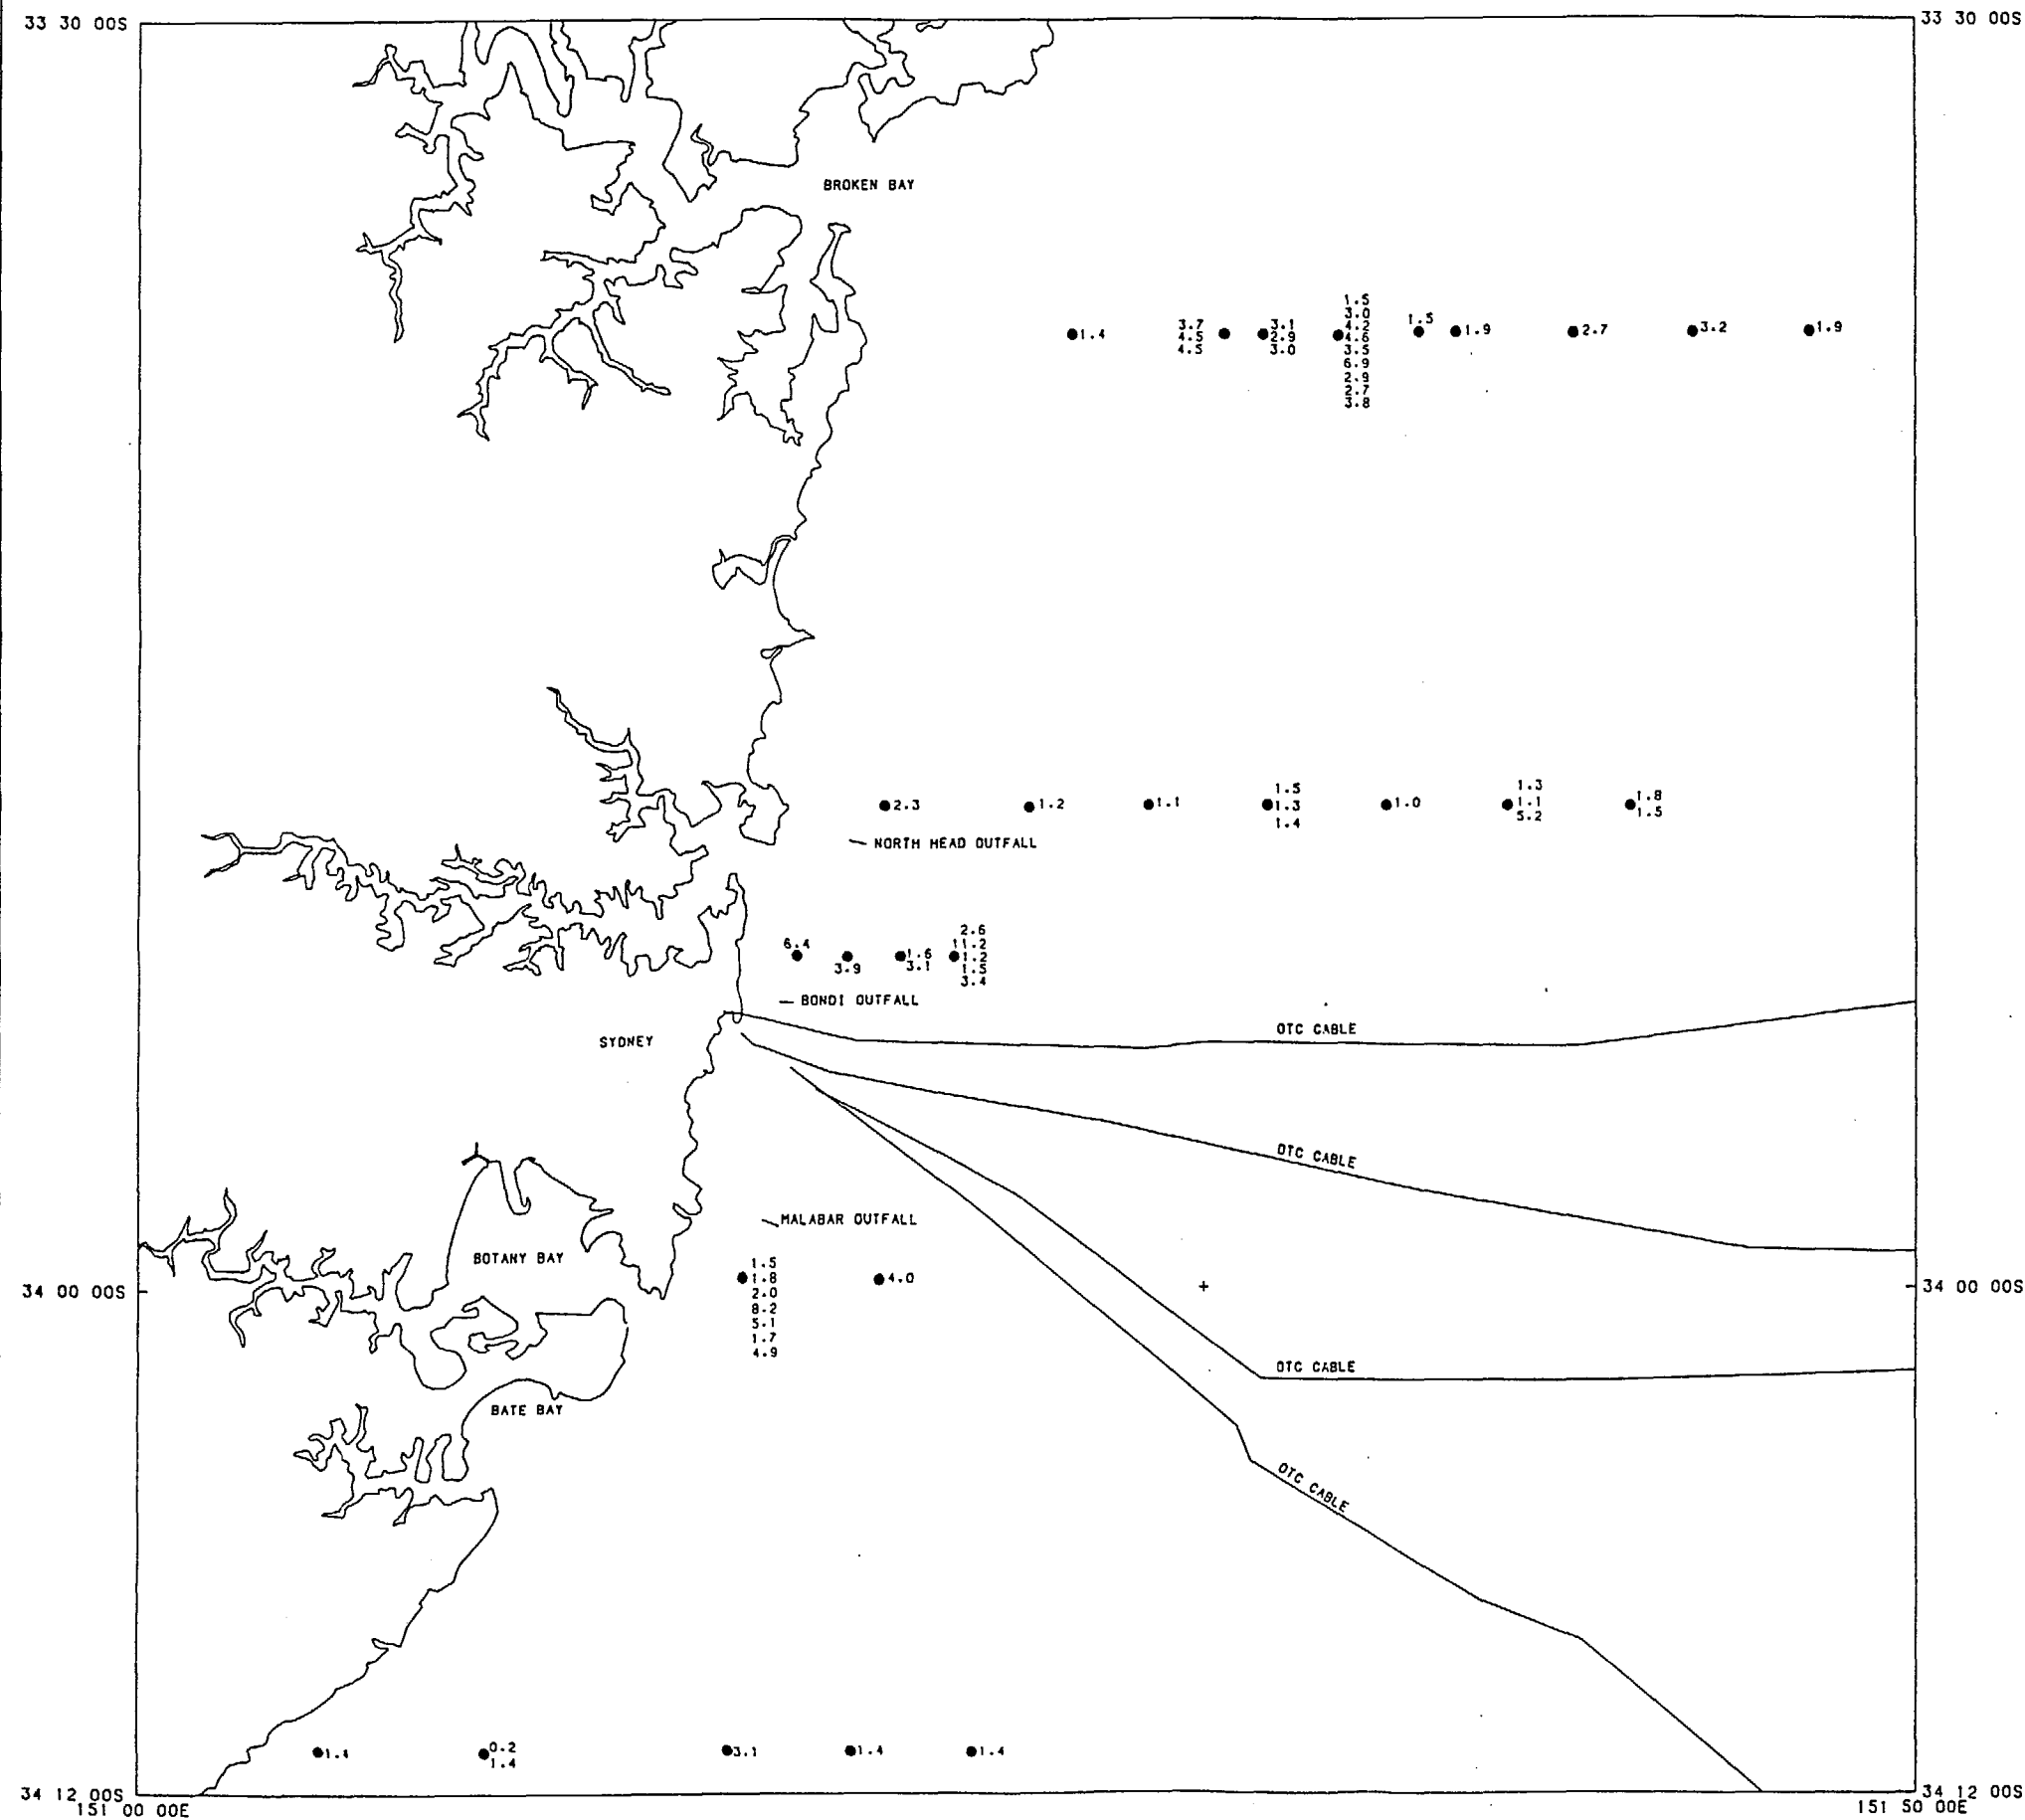 33 30 00S
33 30 00S
BROKEN BAY
1.4
3.7
4.5
4.5
3.1
2.9
3.0
1.5
3.0
4.2
4.6
3.5
6.9
2.9
2.7
3.8
1.5
1.9
2.7
3.2
1.9
2.3
1.2
1.1
1.5
1.3
1.4
1.0
1.3
1.1
5.2
1.8
1.5
NORTH HEAD OUTFALL
6.4
3.9
1.6
3.1
2.6
11.2
1.2
1.5
3.4
BONDI OUTFALL
SYDNEY
OTC CABLE
OTC CABLE
MALABAR OUTFALL
BOTANY BAY
1.5
1.8
2.0
8.2
5.1
1.7
4.9
4.0
34 00 00S
34 00 00S
OTC CABLE
BATE BAY
OTC CABLE
1.4
0.2
1.4
3.1
1.4
1.4
34 12 00S
34 12 00S
151 00 00E
151 50 00E